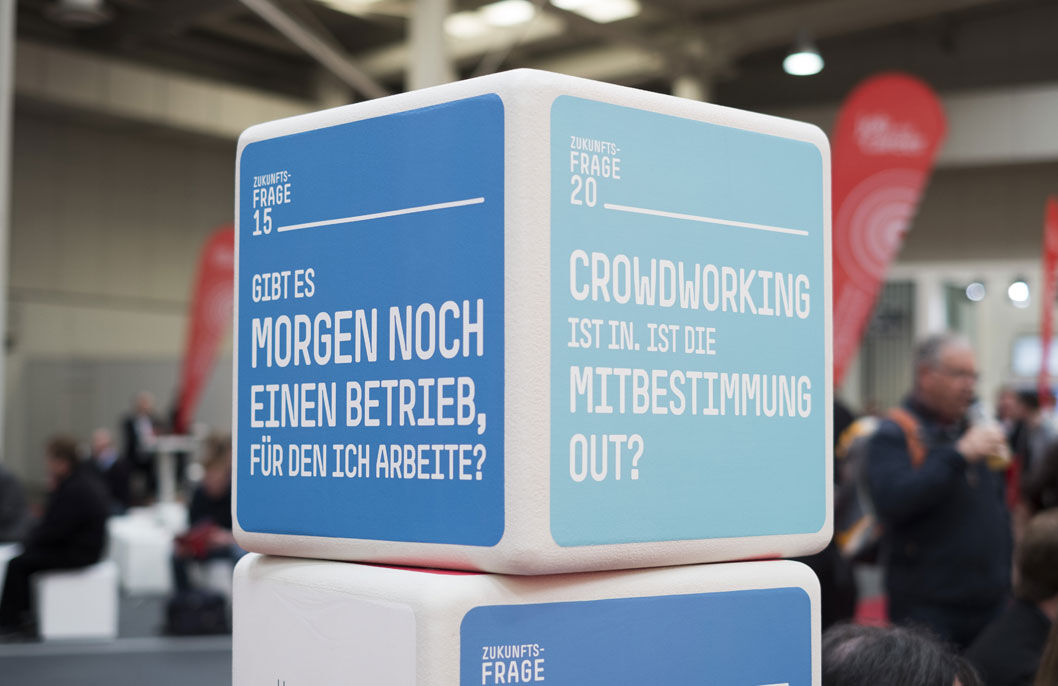 ZUKUNFTS-
FRAGE
15
GIBT ES
MORGEN NOCH
EINEN BETRIEB,
FÜR DEN ICH ARBEITE?
ZUKUNFTS-
FRAGE
20
CROWDWORKING
IST IN. IST DIE
MITBESTIMMUNG
OUT?
ZUKUNFTS-
FRAGE